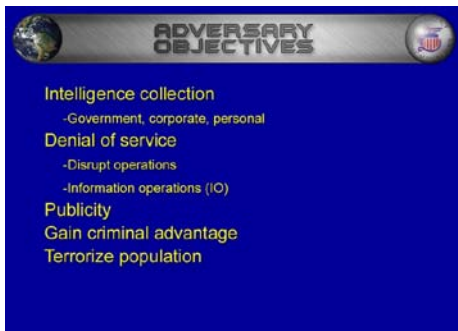 ADVERSARY
OBJECTIVES
Intelligence collection
-Government, corporate, personal
Denial of service
-Disrupt operations
-Information operations (IO)
Publicity
Gain criminal advantage
Terrorize population